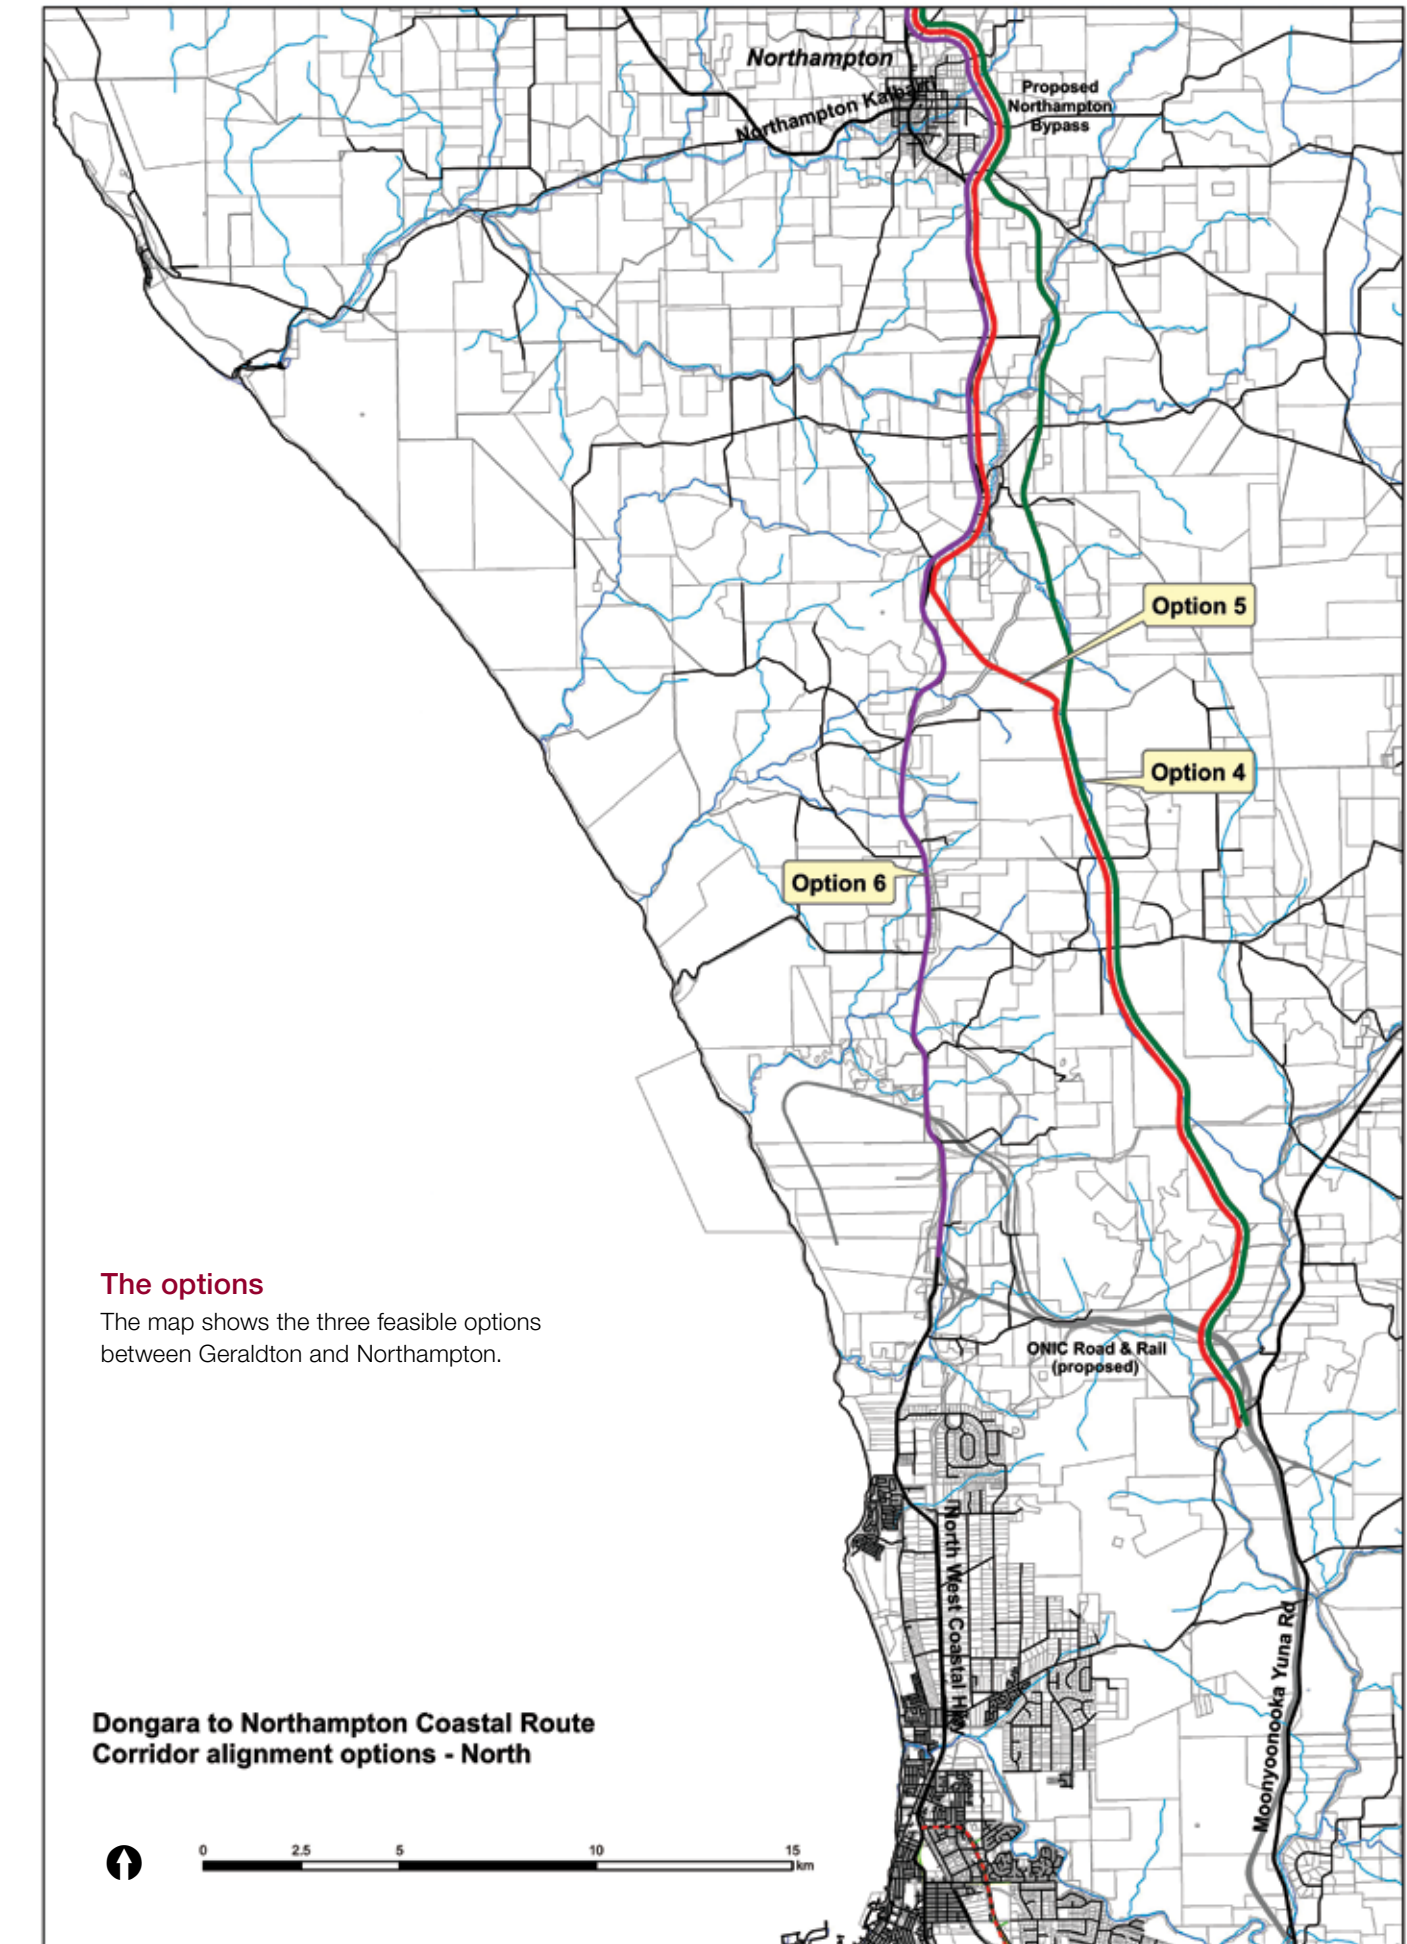 Northampton
Northampton Kalbarri
Proposed
Northampton
Bypass
Option 5
Option 4
Option 6
The options
The map shows the three feasible options
between Geraldton and Northampton.
ONIC Road & Rail
(proposed)
North West Coastal Hwy
Moonyoonooka Yuna Rd
Dongara to Northampton Coastal Route
Corridor alignment options - North
0 2.5 5 10 15
km